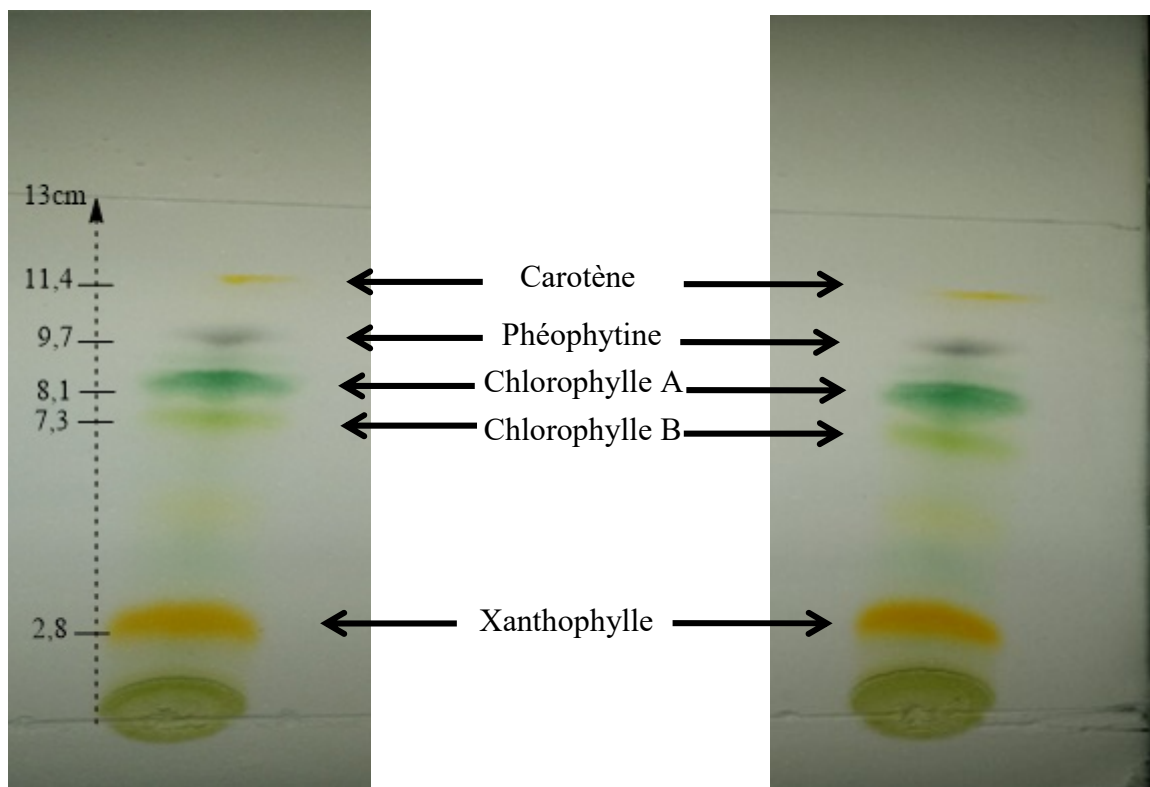 13cm
11,4
9,7
8,1
7,3
2,8
Carotène
Phéophytine
Chlorophylle A
Chlorophylle B
Xanthophylle